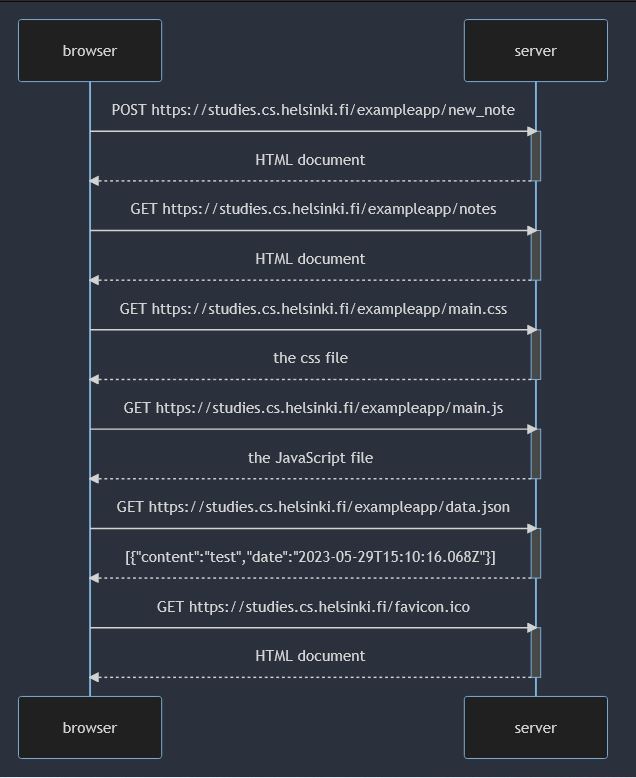 browser
server
POST https://studies.cs.helsinki.fi/exampleapp/new_note
HTML document
GET https://studies.cs.helsinki.fi/exampleapp/notes
HTML document
GET https://studies.cs.helsinki.fi/exampleapp/main.css
the css file
GET https://studies.cs.helsinki.fi/exampleapp/main.js
the JavaScript file
GET https://studies.cs.helsinki.fi/exampleapp/data.json
[{"content":"test","date":"2023-05-29T15:10:16.068Z"}]
GET https://studies.cs.helsinki.fi/favicon.ico
HTML document
browser
server